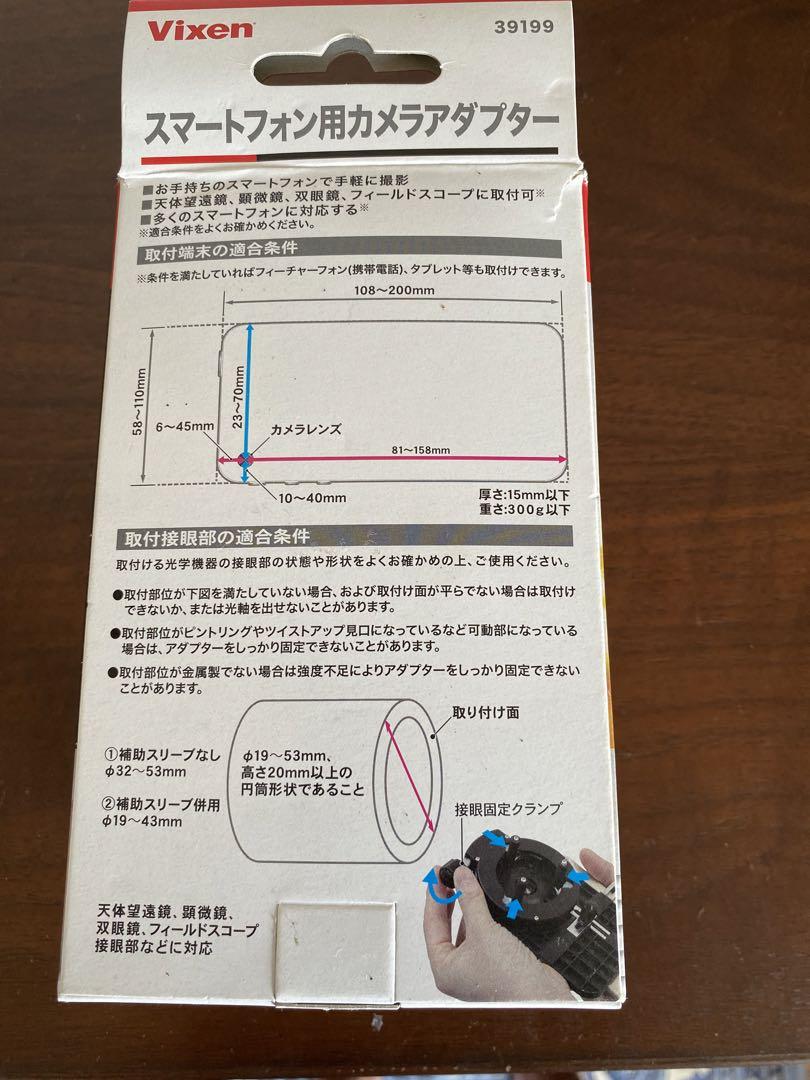 Vixen
39199
スマートフォン用カメラアダプター
■お手持ちのスマートフォンで手軽に撮影
■天体望遠鏡、顕微鏡、双眼鏡、フィールドスコープに取付可※
■多くのスマートフォンに対応する※
※適合条件をよくお確かめください。
取付端末の適合条件
※条件を満たしていればフィーチャーフォン(携帯電話)、タブレット等も取付けできます。
108〜200mm
58〜110mm
23〜70mm
6〜45mm
カメラレンズ
81〜158mm
10〜40mm
厚さ:15mm以下
重さ:300g以下
取付接眼部の適合条件
取付ける光学機器の接眼部の状態や形状をよくお確かめの上、ご使用ください。
●取付部位が下図を満たしていない場合、および取付け面が平らでない場合は取付け
できないか、または光軸を出せないことがあります。
●取付部位がピントリングやツイストアップ見口になっているなど可動部になっている
場合は、アダプターをしっかり固定できないことがあります。
●取付部位が金属製でない場合は強度不足によりアダプターをしっかり固定できない
ことがあります。
取り付け面
①補助スリーブなし
φ32〜53mm
②補助スリーブ併用
φ19〜43mm
φ19〜53mm、
高さ20mm以上の
円筒形状であること
接眼固定クランプ
天体望遠鏡、顕微鏡、
双眼鏡、フィールドスコープ
接眼部などに対応